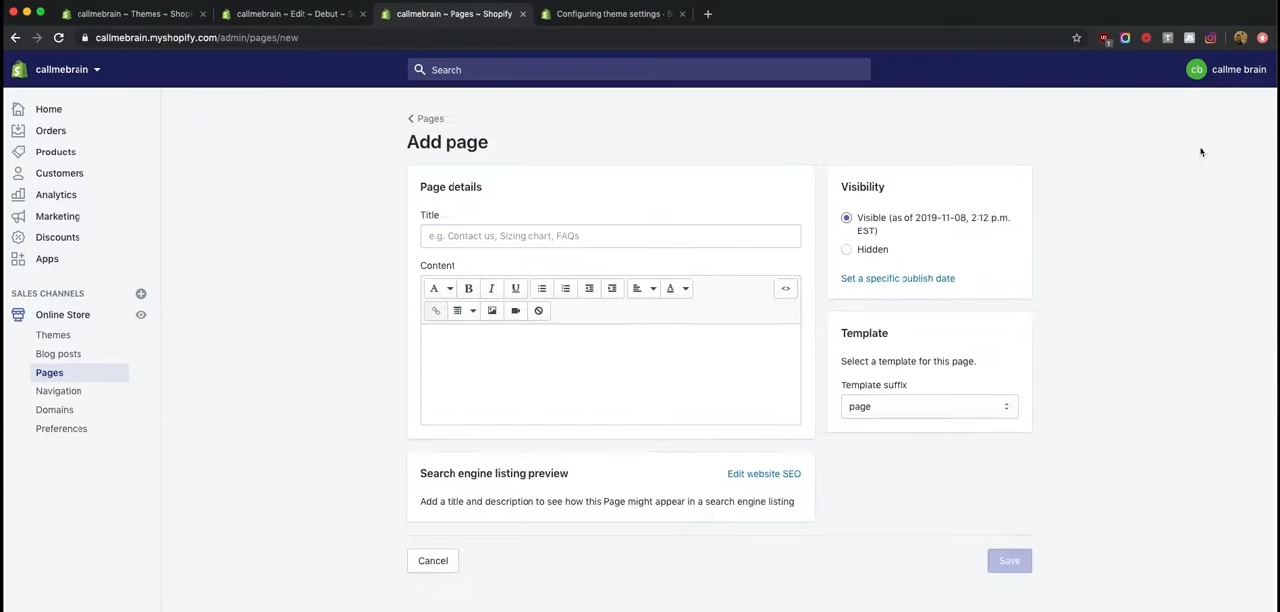 callmebrain ~ Themes ~ Shop
callmebrain ~ Edit ~ Debut ~ S
callmebrain ~ Pages ~ Shopify
Configuring theme settings · S
callmebrain.myshopify.com/admin/pages/new
callmebrain
Search
cb
callme brain
Home
Orders
Products
Customers
Analytics
Marketing
Discounts
Apps
SALES CHANNELS
Online Store
Themes
Blog posts
Pages
Navigation
Domains
Preferences
Pages
Add page
Page details
Title
e.g. Contact us, Sizing chart, FAQs
Content
A B I U A <>
Search engine listing preview
Edit website SEO
Add a title and description to see how this Page might appear in a search engine listing
Visibility
Visible (as of 2019-11-08, 2:12 p.m.
EST)
Hidden
Set a specific publish date
Template
Select a template for this page.
Template suffix
page
Cancel
Save